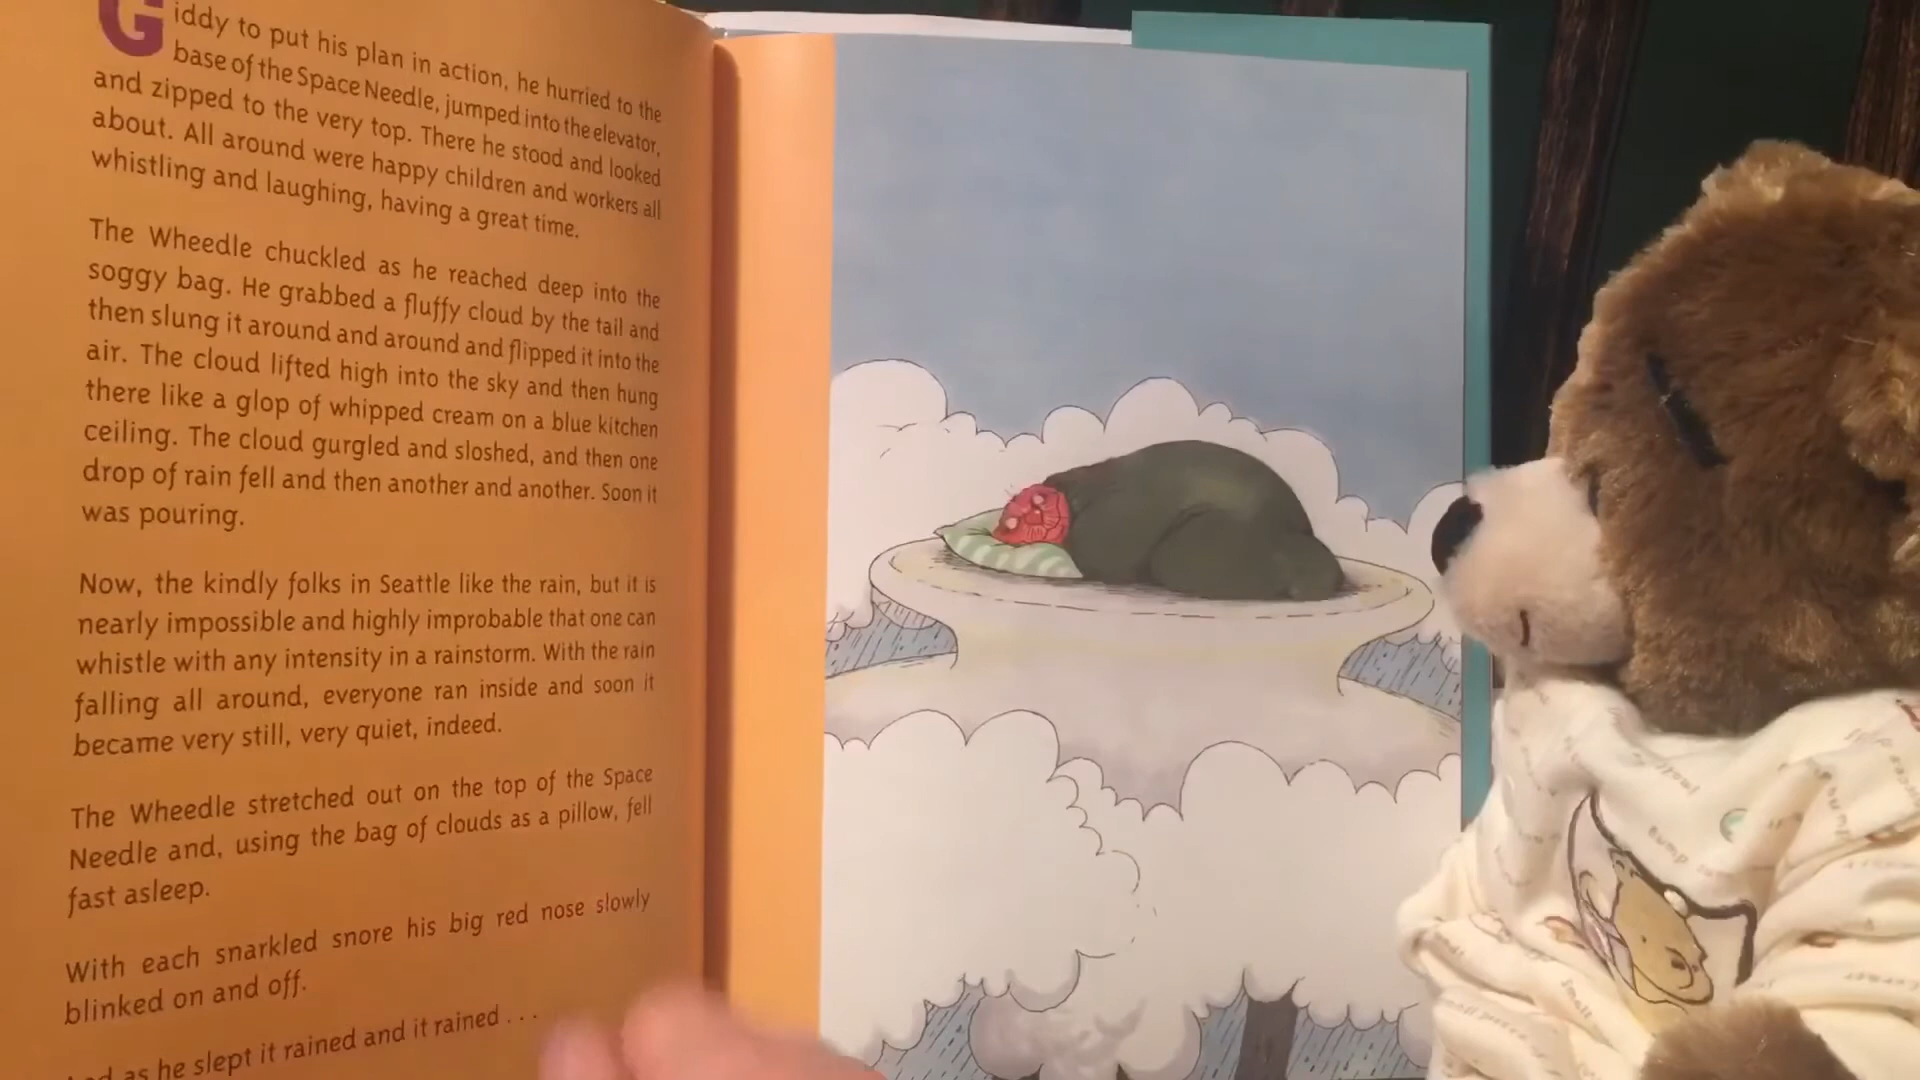 Giddy to put his plan in action, he hurried to the
base of the Space Needle, jumped into the elevator,
and zipped to the very top. There he stood and looked
about. All around were happy children and workers all
whistling and laughing, having a great time.
The Wheedle chuckled as he reached deep into the
soggy bag. He grabbed a fluffy cloud by the tail and
then slung it around and around and flipped it into the
air. The cloud lifted high into the sky and then hung
there like a glop of whipped cream on a blue kitchen
ceiling. The cloud gurgled and sloshed, and then one
drop of rain fell and then another and another. Soon it
was pouring.
Now, the kindly folks in Seattle like the rain, but it is
nearly impossible and highly improbable that one can
whistle with any intensity in a rainstorm. With the rain
falling all around, everyone ran inside and soon it
became very still, very quiet, indeed.
The Wheedle stretched out on the top of the Space
Needle and, using the bag of clouds as a pillow, fell
fast asleep.
With each snarkled snore his big red nose slowly
blinked on and off.
as he slept it rained and it rained . . .
bump